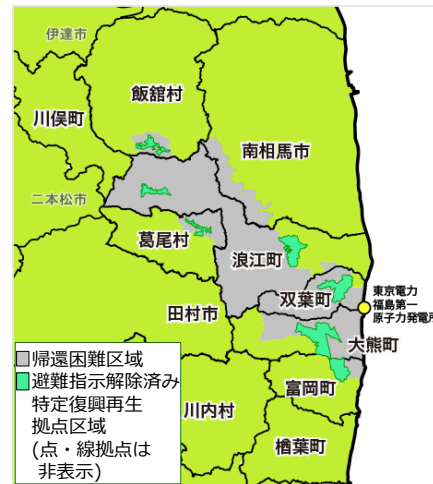 伊達市
飯舘村
川俣町
南相馬市
二本松市
葛尾村
浪江町
双葉町
東京電力
福島第一
原子力発電所
田村市
大熊町
帰還困難区域
避難指示解除済み
特定復興再生
拠点区域
(点・線拠点は
非表示)
富岡町
川内村
楢葉町